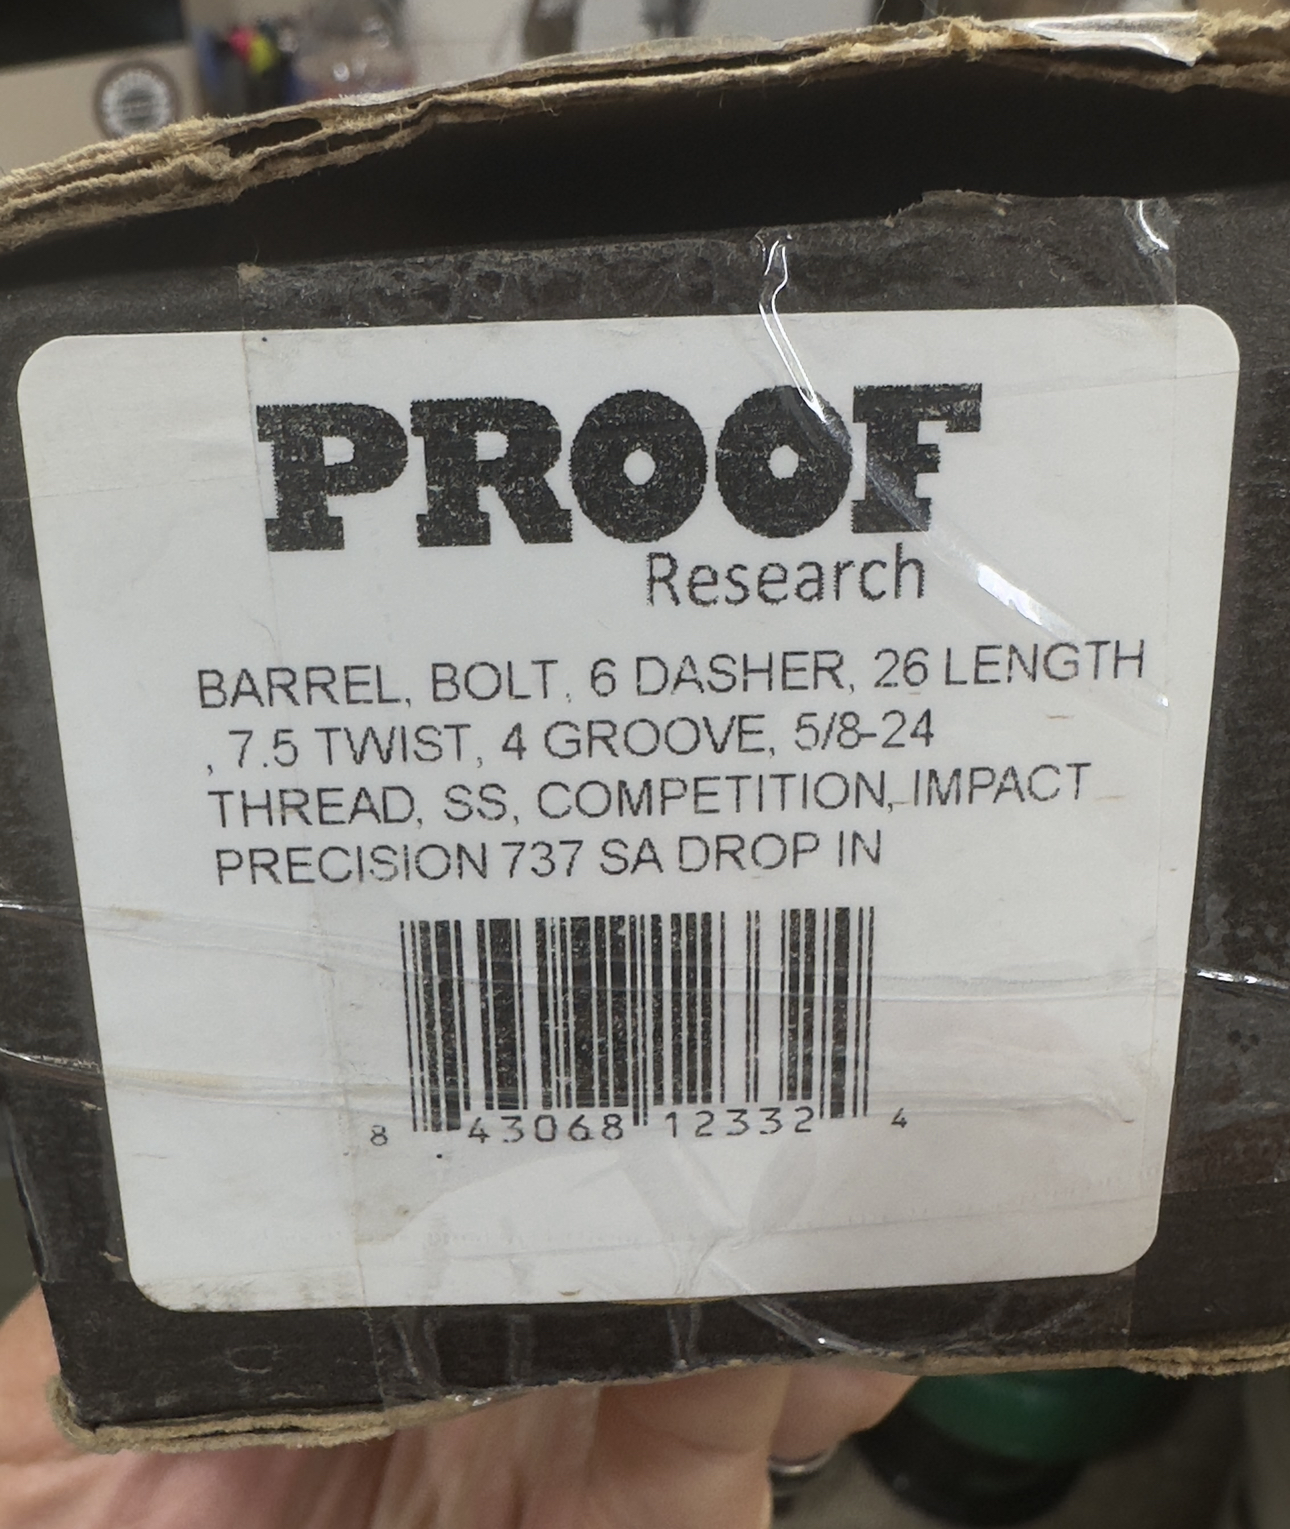 PROOF
Research
BARREL, BOLT, 6 DASHER, 26 LENGTH
, 7.5 TWIST, 4 GROOVE, 5/8-24
THREAD, SS, COMPETITION, IMPACT
PRECISION 737 SA DROP IN
8 43068 12332 4